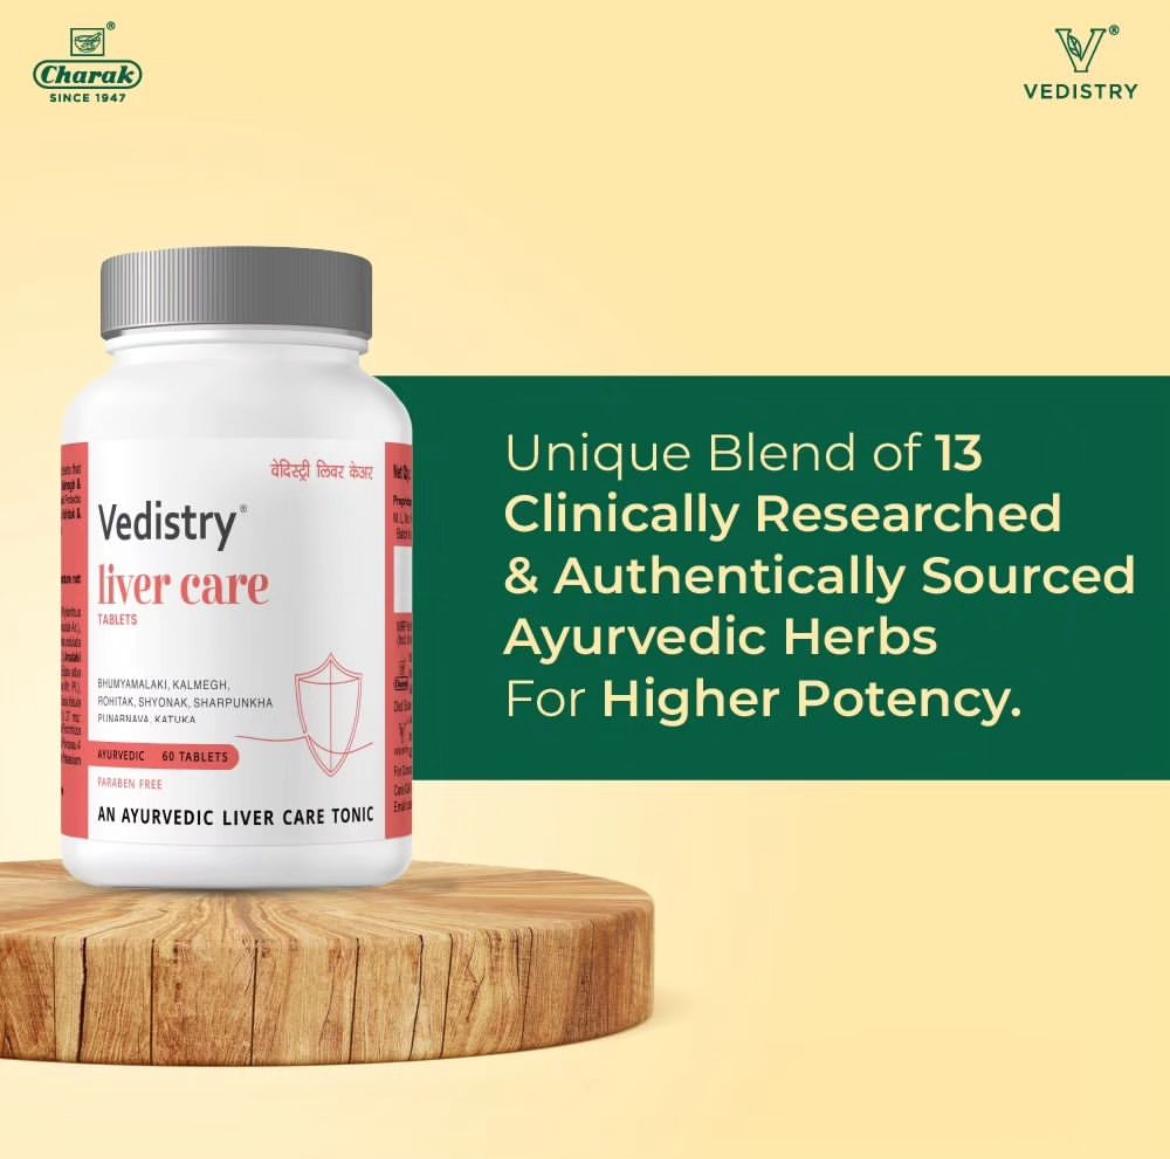 Charak
SINCE 1947
VEDISTRY
वेदिस्ट्री लिवर केअर
Vedistry®
liver care
TABLETS
BHUMYAMALAKI, KALMEGH,
ROHITAK, SHYONAK, SHARPUNKHA
PUNARNAVA, KATUKA
AYURVEDIC 60 TABLETS
PARABEN FREE
AN AYURVEDIC LIVER CARE TONIC
Unique Blend of 13
Clinically Researched
& Authentically Sourced
Ayurvedic Herbs
For Higher Potency.